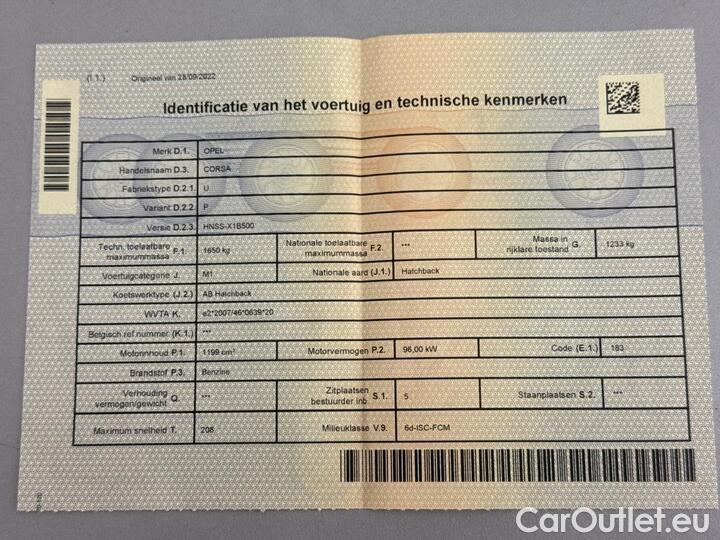 (I.1.) Origineel van 28/09/2022
Identificatie van het voertuig en technische kenmerken
Merk D.1. OPEL
Handelsnaam D.3. CORSA
Fabriekstype D.2.1. U
Variant D.2.2. P
Versie D.2.3. HNSS-X1B500
Techn. toelaatbare maximummassa F.1. 1650 kg Nationale toelaatbare maximummassa F.2. *** Massa in rijklare toestand G. 1233 kg
Voertuigcategorie J. M1 Nationale aard (J.1.) Hatchback
Koetswerktype (J.2.) AB Hatchback
WVTA K. e2*2007/46*0639*20
Belgisch ref.nummer (K.1.) ***
Motorinhoud P.1. 1199 cm³ Motorvermogen P.2. 96,00 kW Code (E.1.) 183
Brandstof P.3. Benzine
Verhouding vermogen/gewicht Q. *** Zitplaatsen bestuurder inb. S.1. 5 Staanplaatsen S.2. ***
Maximum snelheid T. 208 Milieuklasse V.9. 6d-ISC-FCM
CarOutlet.eu